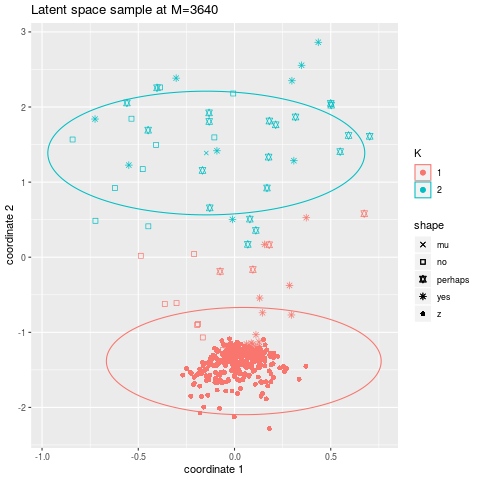 Latent space sample at M=3640
3
2
1
0
-1
-2
coordinate 2
-1.0
-0.5
0.0
0.5
coordinate 1
K
1
2
shape
mu
no
perhaps
yes
z